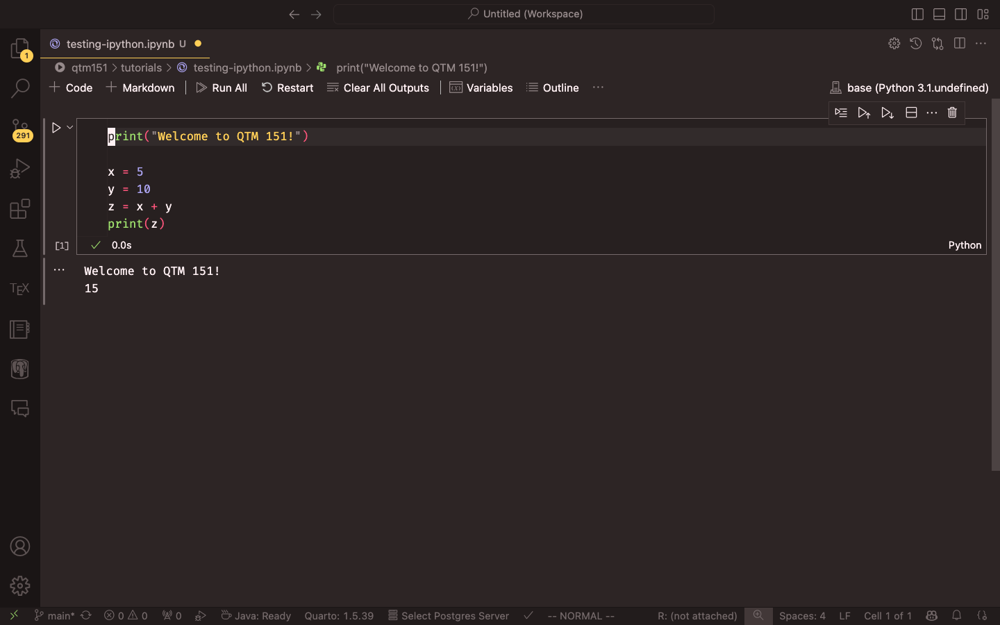 Untitled (Workspace)
testing-ipython.ipynb U
1
qtm151 > tutorials > testing-ipython.ipynb > print("Welcome to QTM 151!")
Code Markdown Run All Restart Clear All Outputs Variables Outline ... base (Python 3.1.undefined)
291
print("Welcome to QTM 151!")
x = 5
y = 10
z = x + y
print(z)
[1] 0.0s Python
Welcome to QTM 151!
15
TEX
main* 0 0 0 Java: Ready Quarto: 1.5.39 Select Postgres Server -- NORMAL -- R: (not attached) Spaces: 4 LF Cell 1 of 1